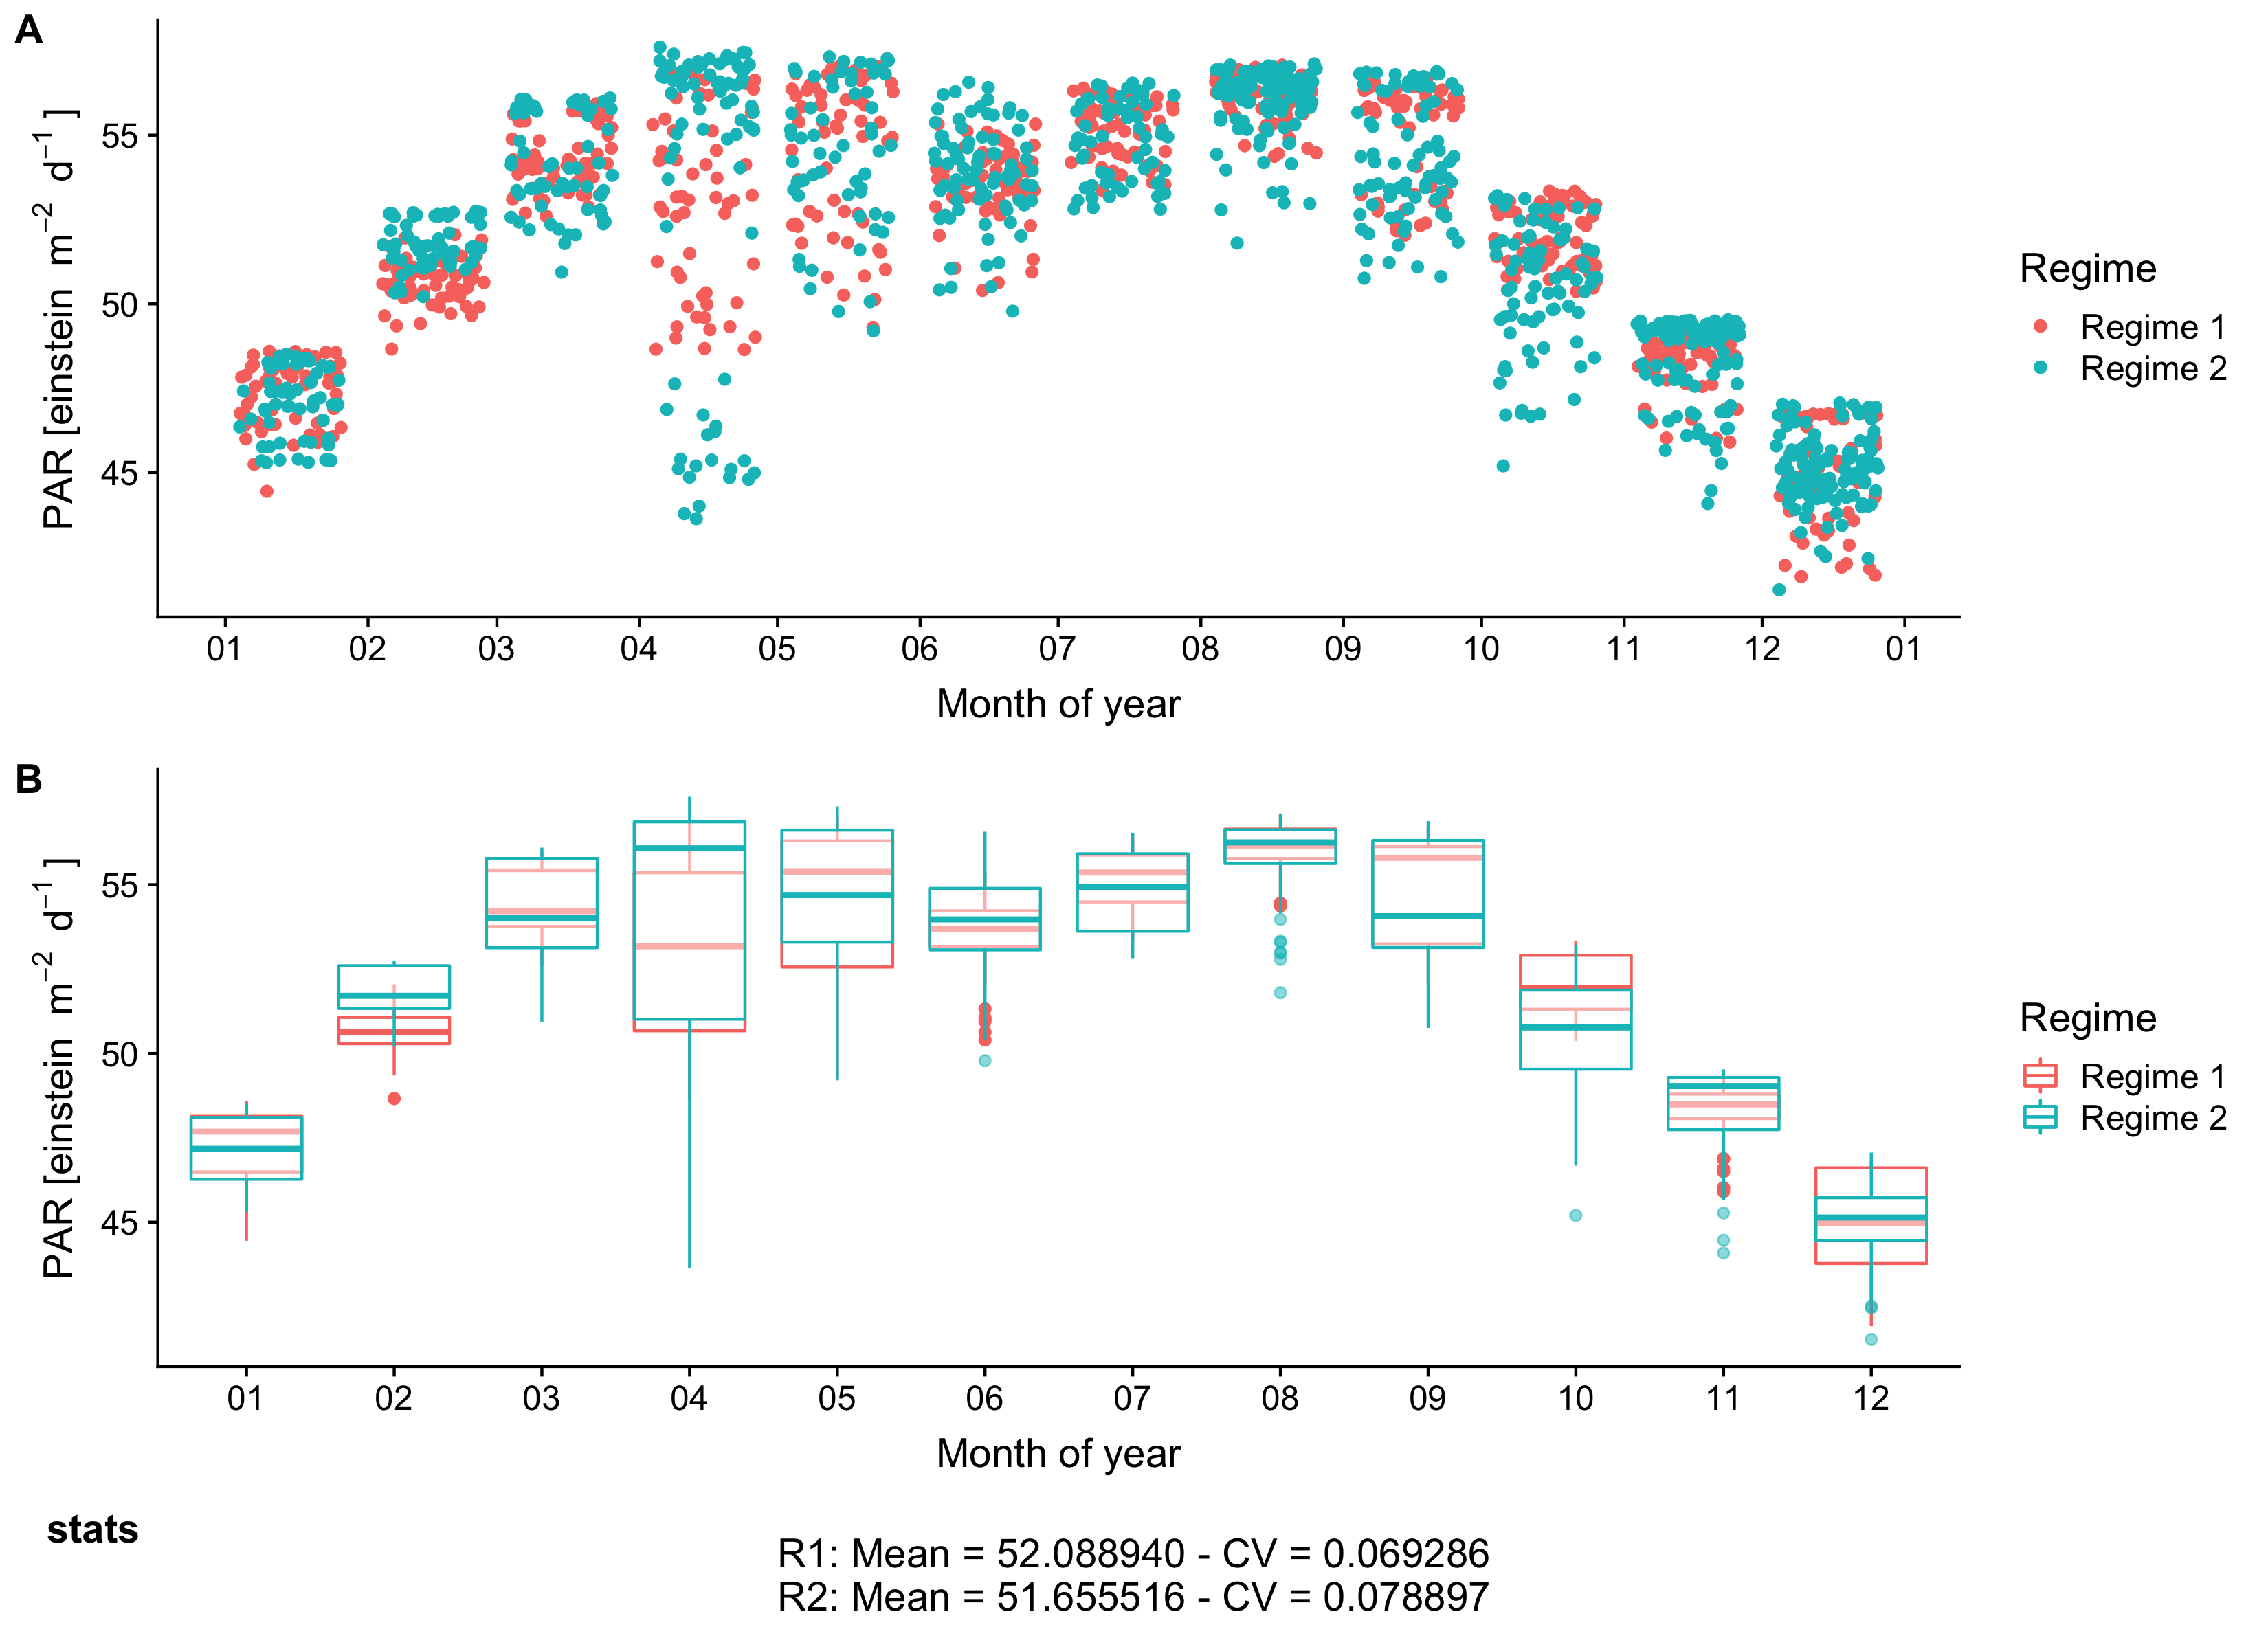 A
PAR [einstein m−2 d−1 ]
55
50
45
01 02 03 04 05 06 07 08 09 10 11 12 01
Month of year
Regime
Regime 1
Regime 2
B
PAR [einstein m−2 d−1 ]
55
50
45
01 02 03 04 05 06 07 08 09 10 11 12
Month of year
Regime
Regime 1
Regime 2
stats
R1: Mean = 52.088940 - CV = 0.069286
R2: Mean = 51.655516 - CV = 0.078897